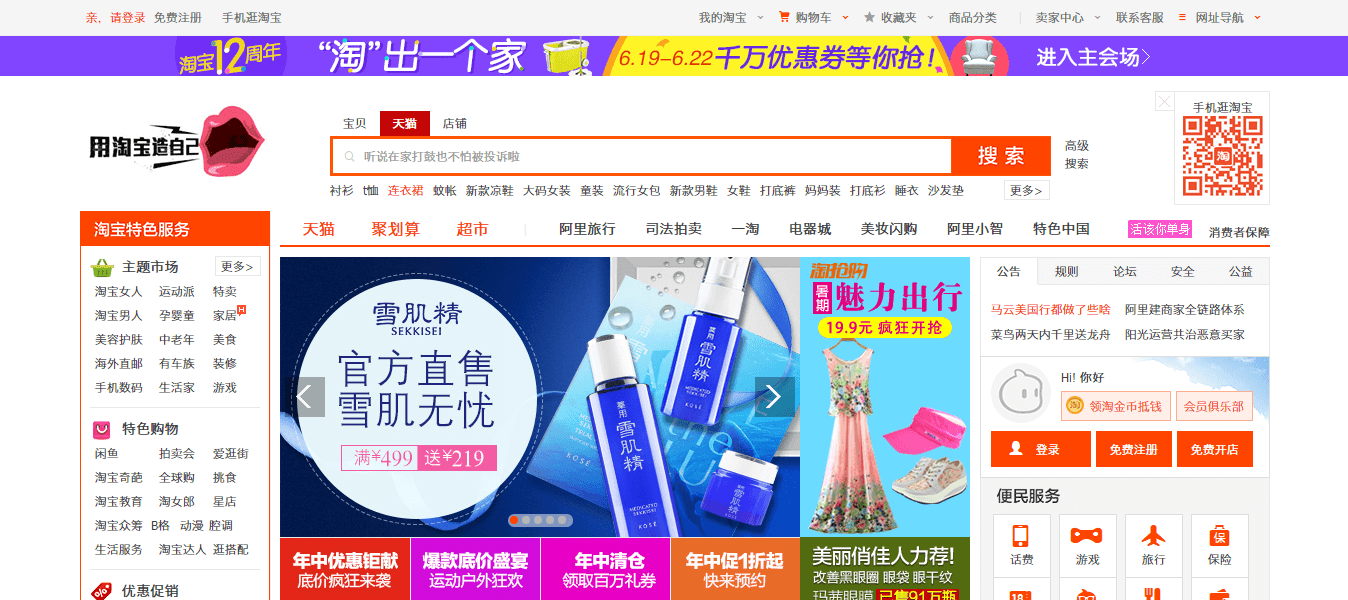 亲，请登录 免费注册 手机逛淘宝
我的淘宝 购物车 收藏夹 商品分类 卖家中心 联系客服 网址导航
淘宝12周年 “淘”出一个家 6.19-6.22千万优惠券等你抢！ 进入主会场
用淘宝造自己
宝贝 天猫 店铺
听说在家打鼓也不怕被投诉啦 搜索
高级
搜索
手机逛淘宝
淘
衬衫 t恤 连衣裙 蚊帐 新款凉鞋 大码女装 童装 流行女包 新款男鞋 女鞋 打底裤 妈妈装 打底衫 睡衣 沙发垫 更多>
淘宝特色服务
天猫 聚划算 超市 阿里旅行 司法拍卖 一淘 电器城 美妆闪购 阿里小智 特色中国 活该你单身 消费者保障
主题市场 更多>
淘宝女人 运动派 特卖
淘宝男人 孕婴童 家居 H
美容护肤 中老年 美食
海外直邮 有车族 装修
手机数码 生活家 游戏
特色购物
闲鱼 拍卖会 爱逛街
淘宝奇葩 全球购 挑食
淘宝教育 淘女郎 星店
淘宝众筹 B格 动漫 腔调
生活服务 淘宝达人 逛搭配
优惠促销
雪肌精
SEKKISEI
官方直售
雪肌无忧
满¥499 送¥219
薬用
雪肌精
MEDICATED
KOSÉ
薬用
雪肌精
MEDICATED
KOSÉ
雪肌精
KOSÉ
淘抢购
暑期 魅力出行
19.9元 疯狂开抢
年中优惠钜献
底价疯狂来袭
爆款底价盛宴
运动户外狂欢
年中清仓
领取百万礼券
年中促1折起
快来预约
美丽俏佳人力荐!
改善黑眼圈 眼袋 眼干纹
玛茜眼膜 已售91万瓶
公告 规则 论坛 安全 公益
马云美国行都做了些啥 阿里建商家全链路体系
菜鸟两天内千里送龙舟 阳光运营共治恶意买家
Hi! 你好
淘 领淘金币抵钱 会员俱乐部
登录 免费注册 免费开店
便民服务
保
话费 游戏 旅行 保险
18